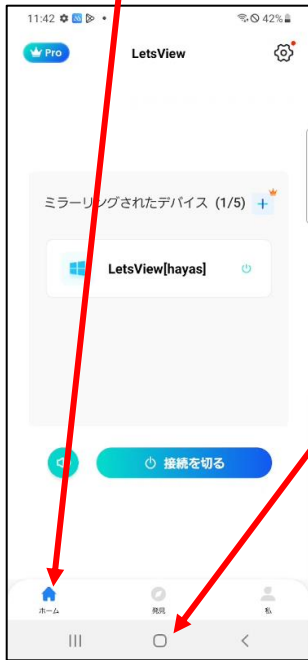 11:42
42%
Pro
LetsView
ミラーリングされたデバイス (1/5) +
LetsView[hayas]
接続を切る
ホーム
発見
私